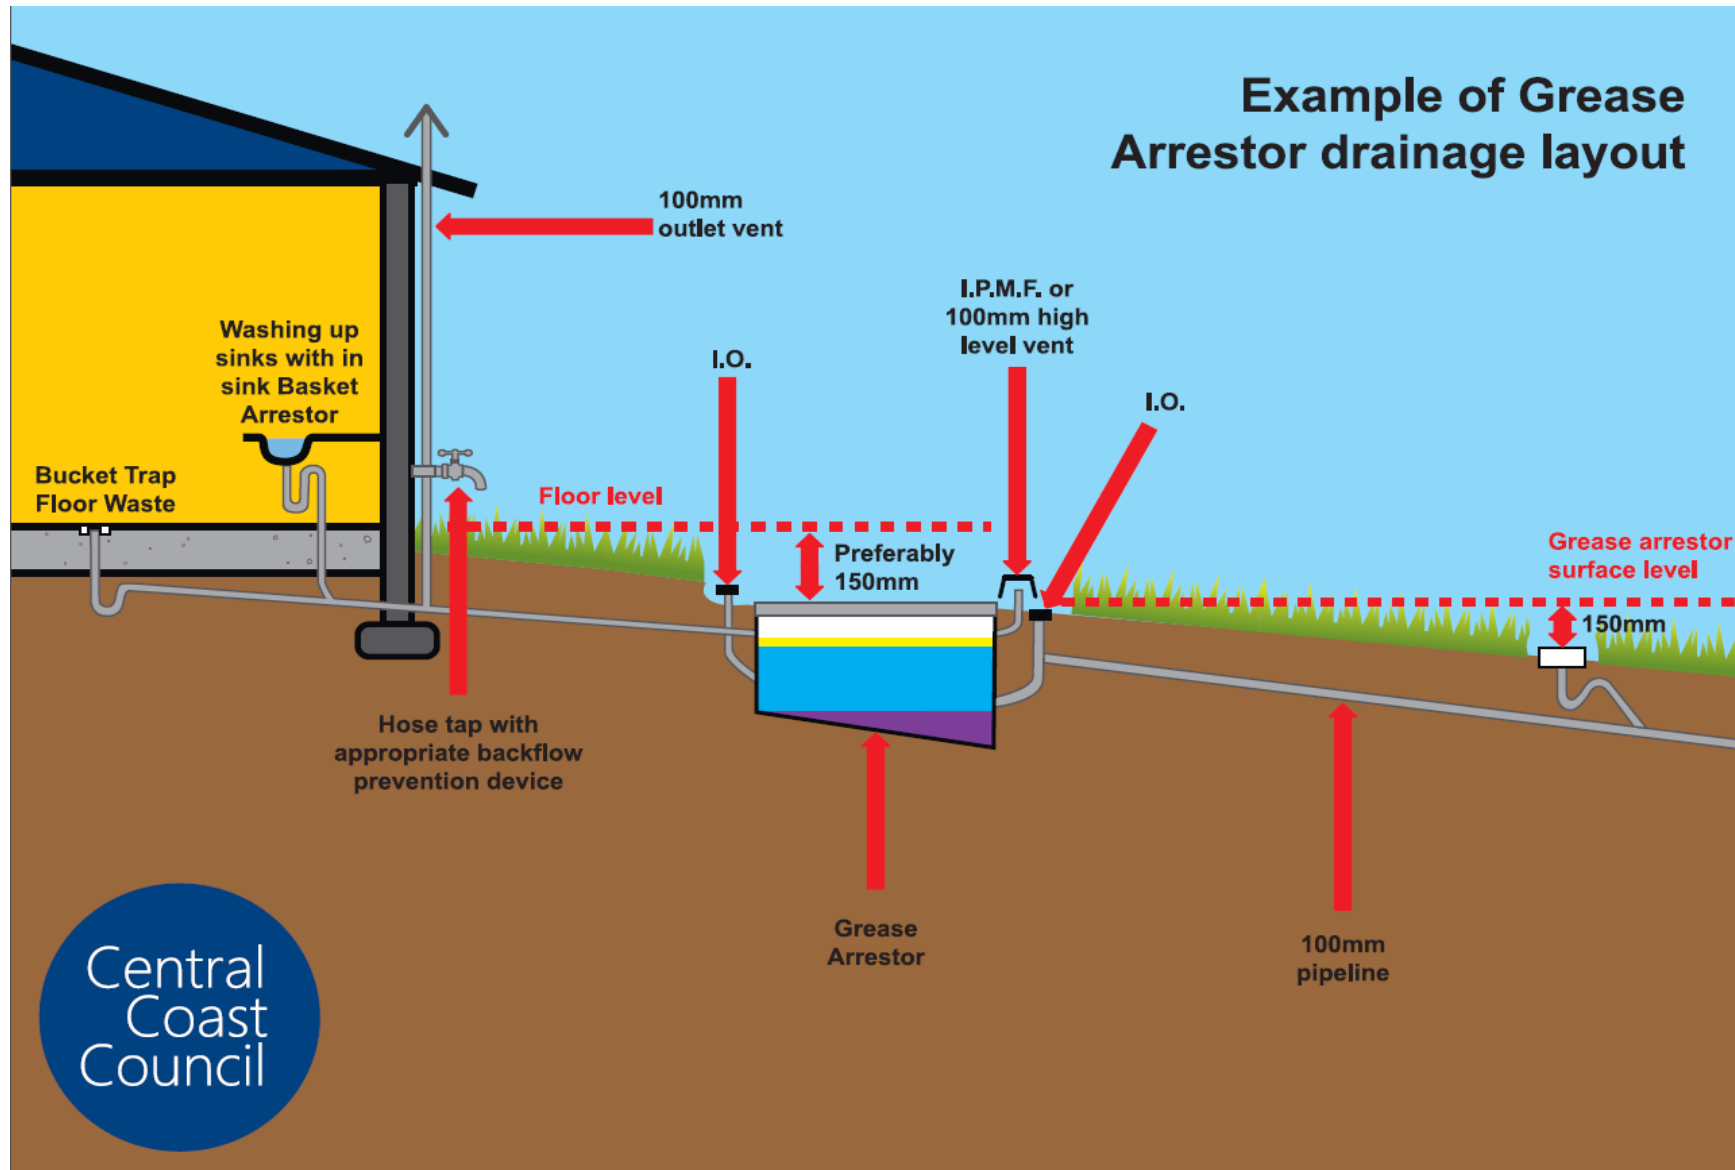 Example of Grease
Arrestor drainage layout
100mm
outlet vent
I.P.M.F. or
100mm high
level vent
I.O.
I.O.
Washing up
sinks with in
sink Basket
Arrestor
Bucket Trap
Floor Waste
Floor level
Preferably
150mm
Grease arrestor
surface level
150mm
Hose tap with
appropriate backflow
prevention device
Grease
Arrestor
100mm
pipeline
Central
Coast
Council